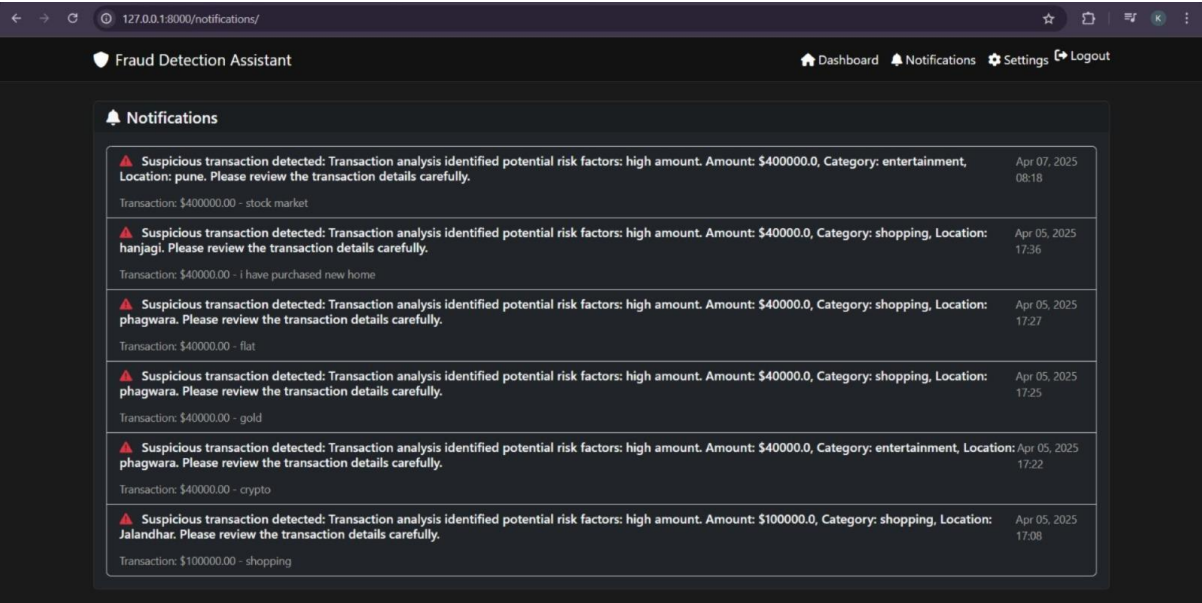 127.0.0.1:8000/notifications/
K
Fraud Detection Assistant
Dashboard Notifications Settings Logout
Notifications
Suspicious transaction detected: Transaction analysis identified potential risk factors: high amount. Amount: $400000.0, Category: entertainment,
Location: pune. Please review the transaction details carefully.
Apr 07, 2025
08:18
Transaction: $400000.00 - stock market
Suspicious transaction detected: Transaction analysis identified potential risk factors: high amount. Amount: $40000.0, Category: shopping, Location:
hanjagi. Please review the transaction details carefully.
Apr 05, 2025
17:36
Transaction: $40000.00 - i have purchased new home
Suspicious transaction detected: Transaction analysis identified potential risk factors: high amount. Amount: $40000.0, Category: shopping, Location:
phagwara. Please review the transaction details carefully.
Apr 05, 2025
17:27
Transaction: $40000.00 - flat
Suspicious transaction detected: Transaction analysis identified potential risk factors: high amount. Amount: $40000.0, Category: shopping, Location:
phagwara. Please review the transaction details carefully.
Apr 05, 2025
17:25
Transaction: $40000.00 - gold
Suspicious transaction detected: Transaction analysis identified potential risk factors: high amount. Amount: $40000.0, Category: entertainment, Location:
phagwara. Please review the transaction details carefully.
Apr 05, 2025
17:22
Transaction: $40000.00 - crypto
Suspicious transaction detected: Transaction analysis identified potential risk factors: high amount. Amount: $100000.0, Category: shopping, Location:
Jalandhar. Please review the transaction details carefully.
Apr 05, 2025
17:08
Transaction: $100000.00 - shopping